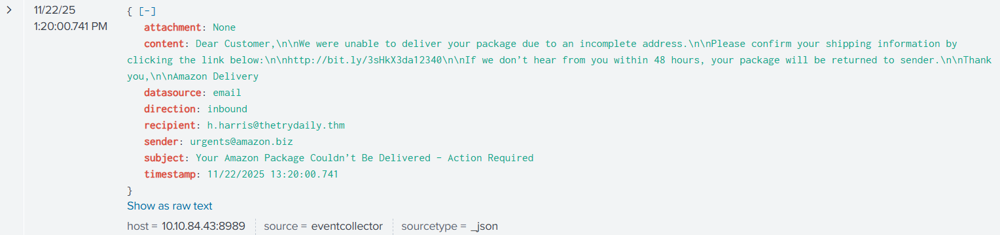 11/22/25
1:20:00.741 PM
{ [-]
attachment: None
content: Dear Customer,\n\nWe were unable to deliver your package due to an incomplete address.\n\nPlease confirm your shipping information by
clicking the link below:\n\nhttp://bit.ly/3sHkX3da12340\n\nIf we don’t hear from you within 48 hours, your package will be returned to sender.\n\nThank
you,\n\nAmazon Delivery
datasource: email
direction: inbound
recipient: h.harris@thetrydaily.thm
sender: urgents@amazon.biz
subject: Your Amazon Package Couldn’t Be Delivered – Action Required
timestamp: 11/22/2025 13:20:00.741
}
Show as raw text
host = 10.10.84.43:8989 source = eventcollector sourcetype = _json